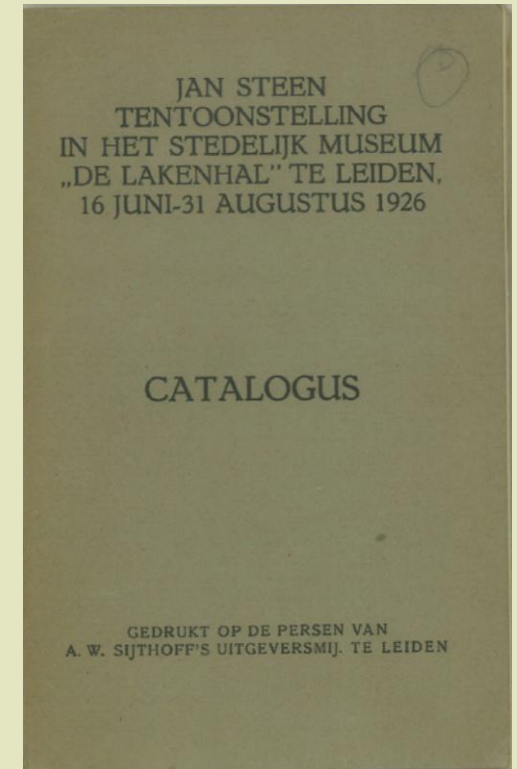 JAN STEEN
TENTOONSTELLING
IN HET STEDELIJK MUSEUM
„DE LAKENHAL” TE LEIDEN,
16 JUNI-31 AUGUSTUS 1926
CATALOGUS
GEDRUKT OP DE PERSEN VAN
A. W. SIJTHOFF'S UITGEVERSMIJ. TE LEIDEN